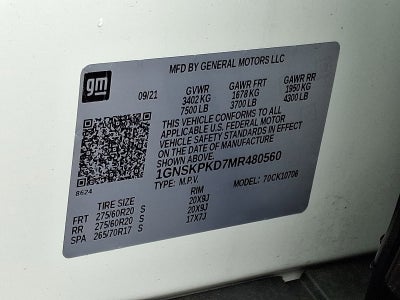 gm
MFD BY GENERAL MOTORS LLC
09/21 GVWR GAWR FRT GAWR RR
3402 KG 1678 KG 1950 KG
7500 LB 3700 LB 4300 LB
THIS VEHICLE CONFORMS TO ALL
APPLICABLE U.S. FEDERAL MOTOR
VEHICLE SAFETY STANDARDS IN EFFECT
ON THE DATE OF MANUFACTURE
SHOWN ABOVE.
1GNSKPKD7MR480560
8624 TYPE: M.P.V. MODEL: 70CK10706
TIRE SIZE RIM
FRT 275/60R20 S 20X9J
RR 275/60R20 S 20X9J
SPA 265/70R17 S 17X7J